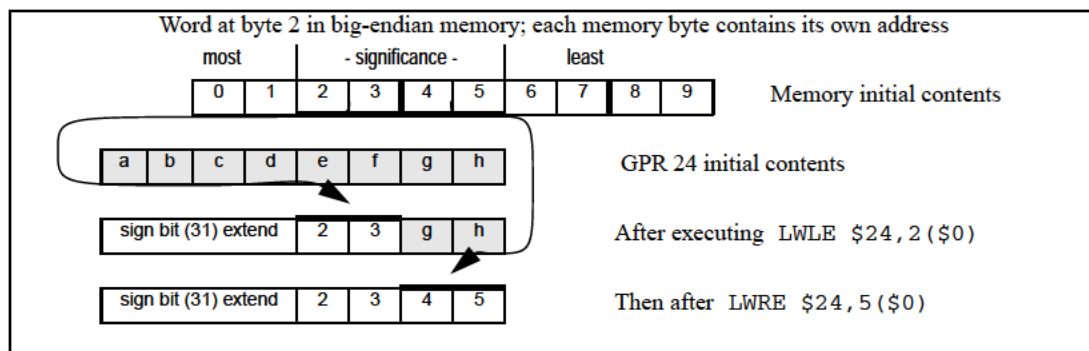 Word at byte 2 in big-endian memory; each memory byte contains its own address
most - significance - least
0 1 2 3 4 5 6 7 8 9 Memory initial contents
a b c d e f g h GPR 24 initial contents
sign bit (31) extend 2 3 g h After executing LWLE $24,2($0)
sign bit (31) extend 2 3 4 5 Then after LWRE $24,5($0)